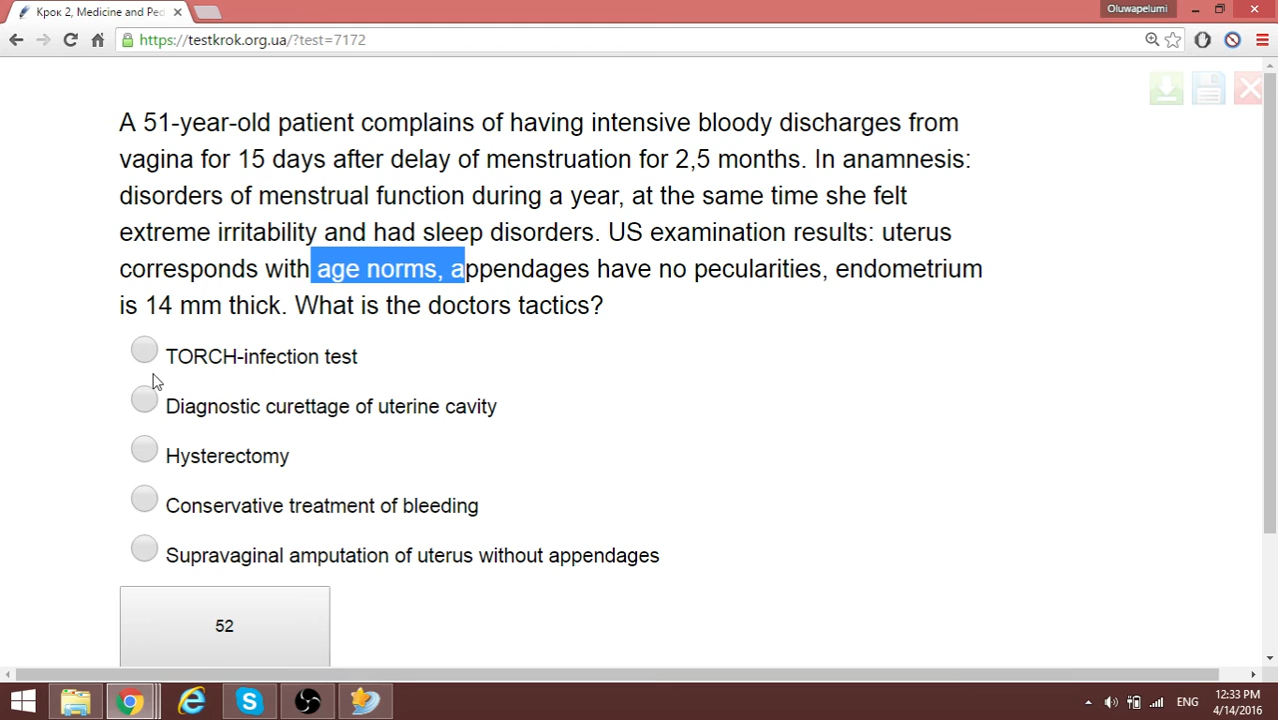 Крок 2, Medicine and Ped
Oluwapelumi
https://testkrok.org.ua/?test=7172
A 51-year-old patient complains of having intensive bloody discharges from
vagina for 15 days after delay of menstruation for 2,5 months. In anamnesis:
disorders of menstrual function during a year, at the same time she felt
extreme irritability and had sleep disorders. US examination results: uterus
corresponds with age norms, appendages have no pecularities, endometrium
is 14 mm thick. What is the doctors tactics?
TORCH-infection test
Diagnostic curettage of uterine cavity
Hysterectomy
Conservative treatment of bleeding
Supravaginal amputation of uterus without appendages
52
ENG
12:33 PM
4/14/2016